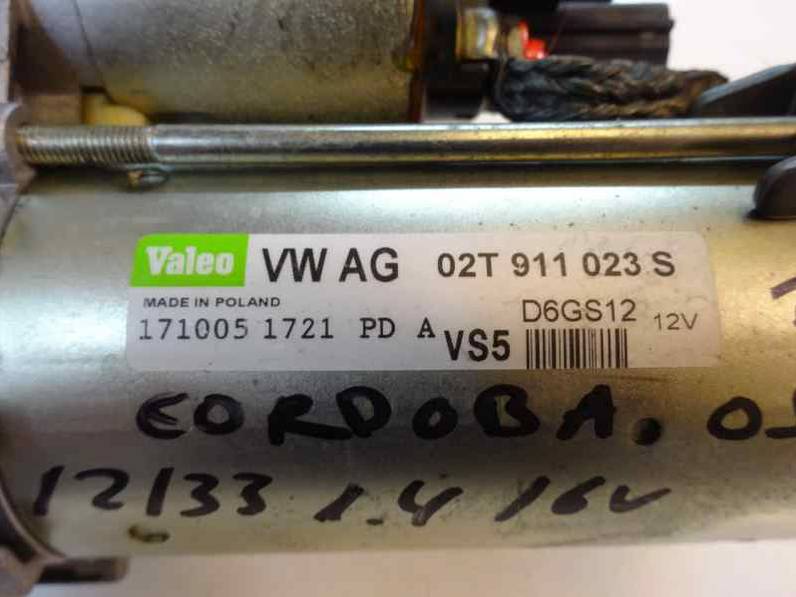 Valeo VW AG 02T 911 023 S
MADE IN POLAND
D6GS12 12V
171005 1721 PD A VS5
CORDOBA.
12133 1.4 16V